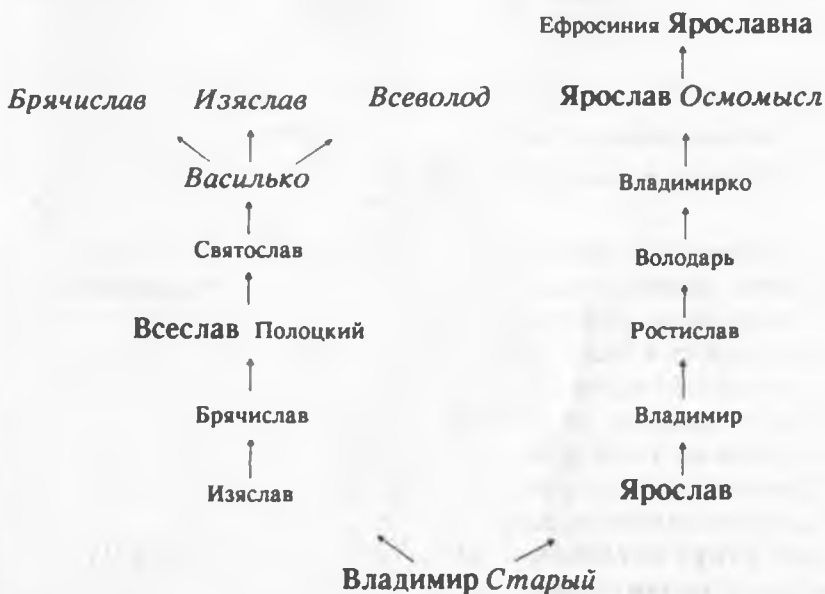 Ефросиния Ярославна
Брячислав Изяслав Всеволод Ярослав Осмомысл
Василько Владимирко
Святослав Володарь
Всеслав Полоцкий Ростислав
Брячислав Владимир
Изяслав Ярослав
Владимир Старый